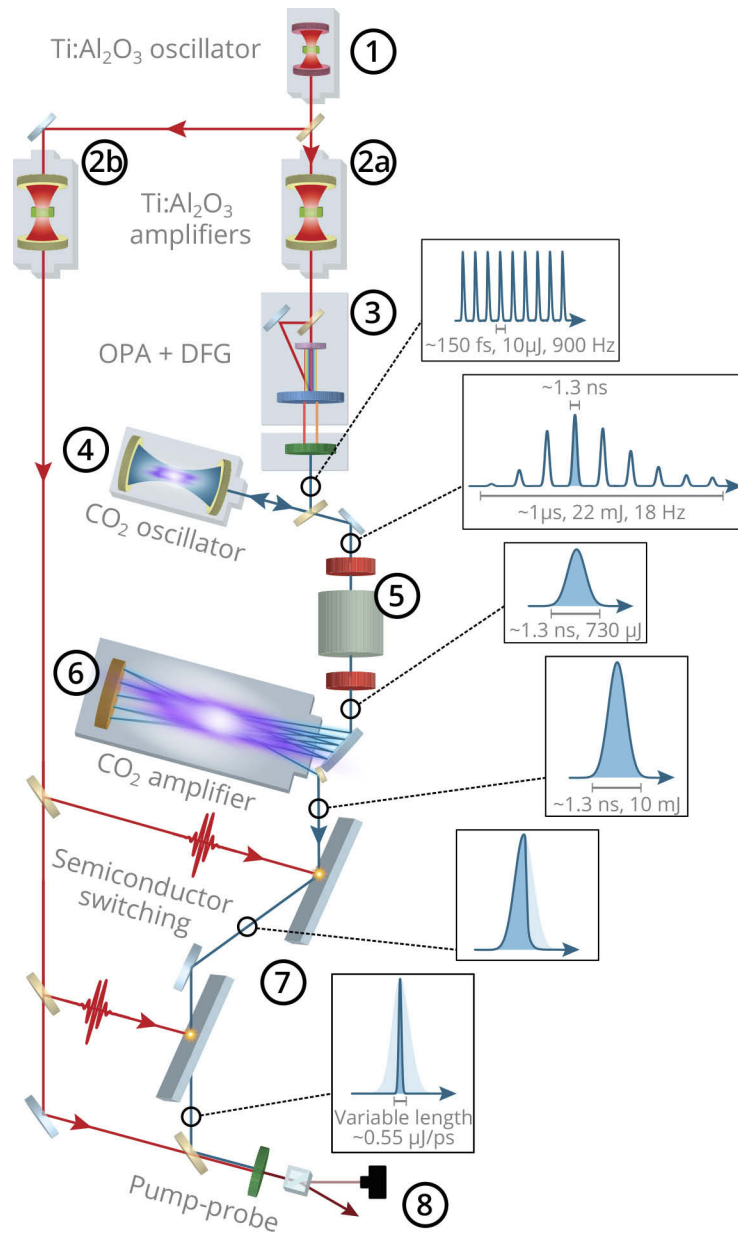 Ti:Al₂O₃ oscillator
1
2b
2a
Ti:Al₂O₃
amplifiers
3
OPA + DFG
~150 fs, 10μJ, 900 Hz
~1.3 ns
4
CO₂ oscillator
~1μs, 22 mJ, 18 Hz
5
~1.3 ns, 730 μJ
6
CO₂ amplifier
~1.3 ns, 10 mJ
Semiconductor
switching
7
Variable length
~0.55 μJ/ps
Pump-probe
8